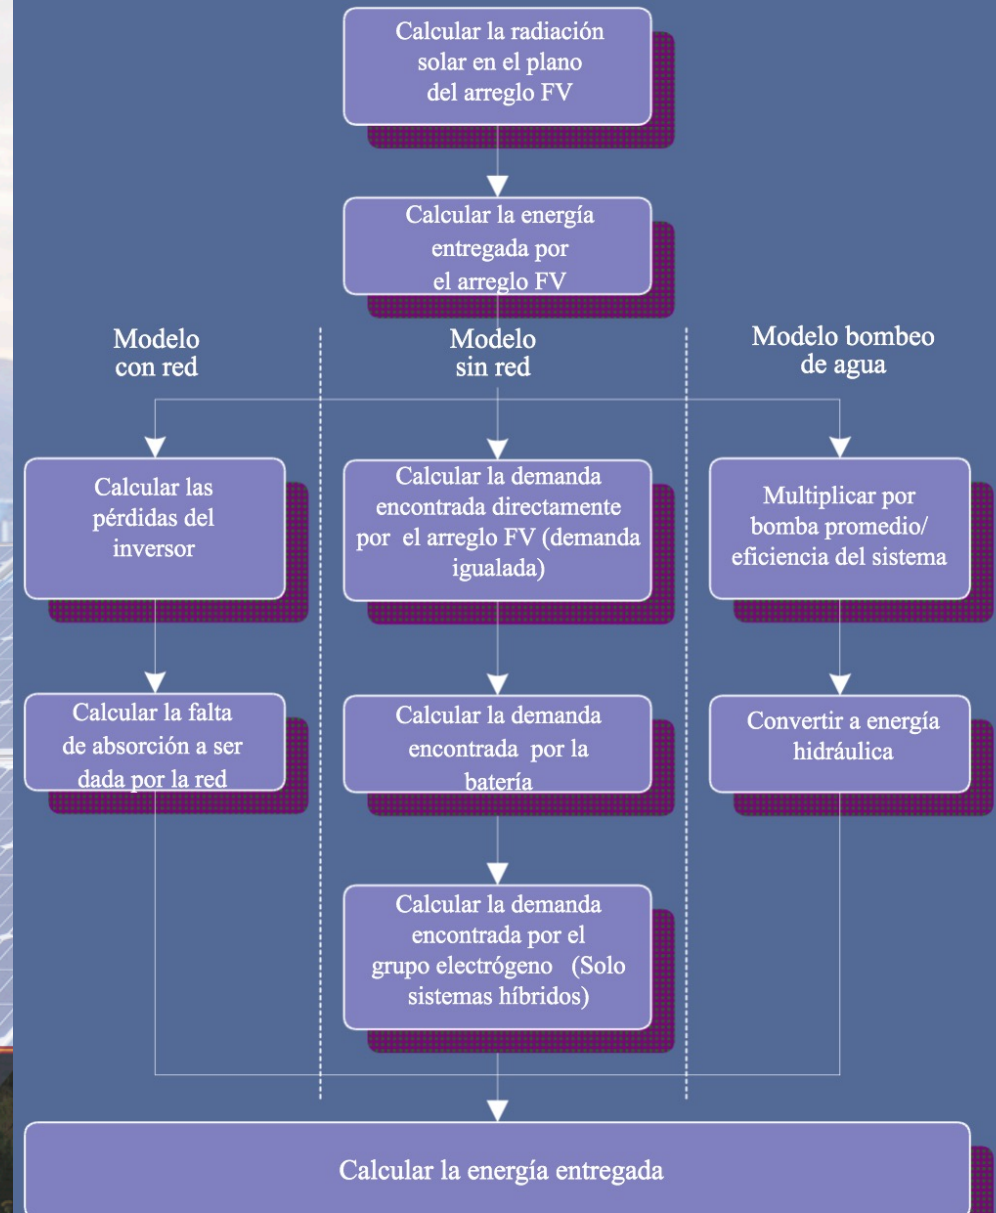 Calcular la radiación
solar en el plano
del arreglo FV
Calcular la energía
entregada por
el arreglo FV
Modelo
con red
Modelo
sin red
Modelo bombeo
de agua
Calcular las
pérdidas del
inversor
Calcular la demanda
encontrada directamente
por el arreglo FV (demanda
igualada)
Multiplicar por
bomba promedio/
eficiencia del sistema
Calcular la falta
de absorción a ser
dada por la red
Calcular la demanda
encontrada por la
batería
Convertir a energía
hidráulica
Calcular la demanda
encontrada por el
grupo electrógeno (Solo
sistemas híbridos)
Calcular la energía entregada